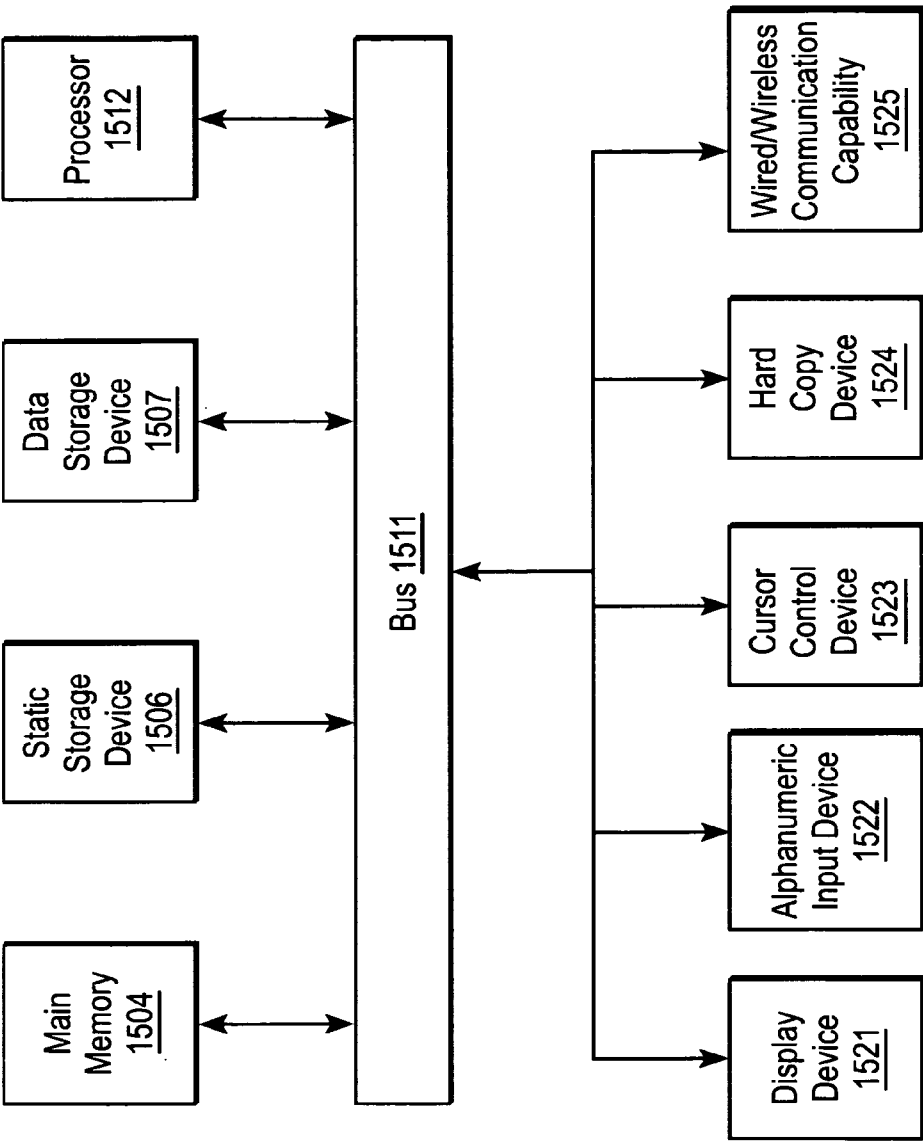 Main
Memory
1504
Static
Storage
Device
1506
Data
Storage
Device
1507
Processor
1512
Bus 1511
Display
Device
1521
Alphanumeric
Input Device
1522
Cursor
Control
Device
1523
Hard
Copy
Device
1524
Wired/Wireless
Communication
Capability
1525